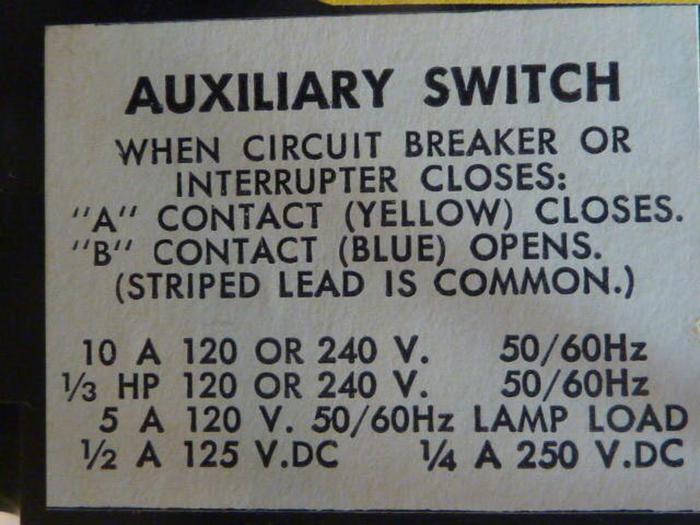 AUXILIARY SWITCH
WHEN CIRCUIT BREAKER OR
INTERRUPTER CLOSES:
"A" CONTACT (YELLOW) CLOSES.
"B" CONTACT (BLUE) OPENS.
(STRIPED LEAD IS COMMON.)
10 A 120 OR 240 V. 50/60Hz
1/3 HP 120 OR 240 V. 50/60Hz
5 A 120 V. 50/60Hz LAMP LOAD
1/2 A 125 V.DC 1/4 A 250 V.DC